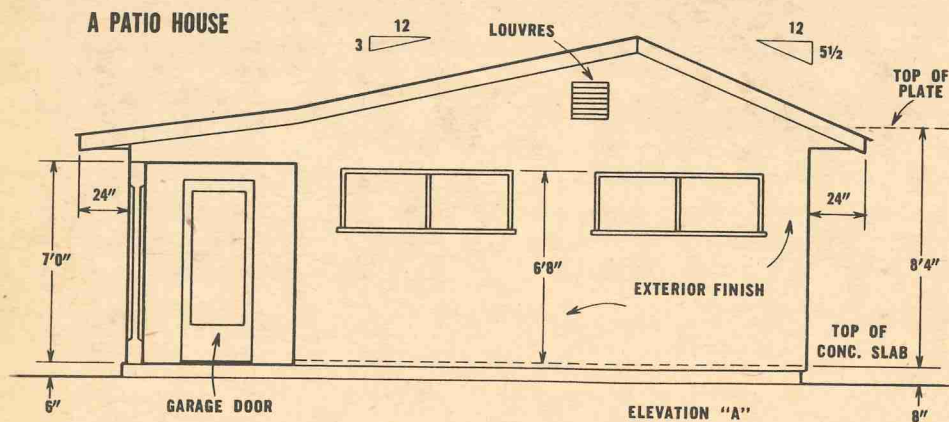 A PATIO HOUSE
12
3
LOUVRES
12
5½
TOP OF
PLATE
24"
24"
7'0"
6'8"
8'4"
EXTERIOR FINISH
TOP OF
CONC. SLAB
6"
GARAGE DOOR
ELEVATION "A"
8"